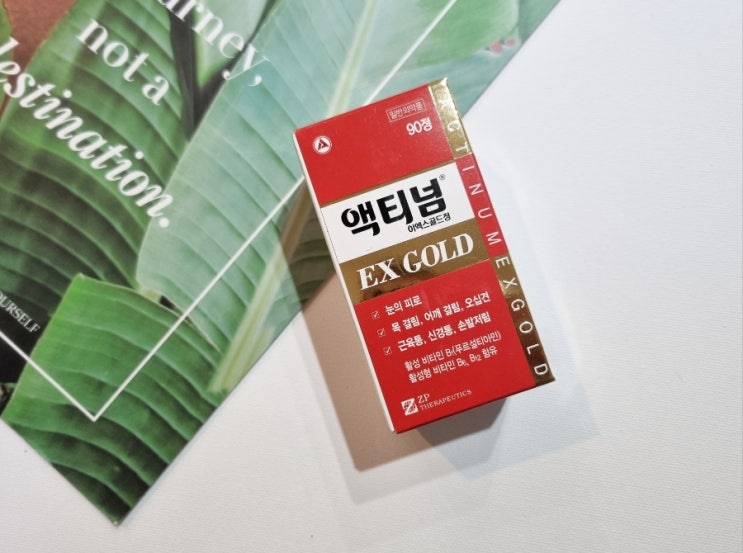 urney,
not a
destination.
OURSELF
일반의약품
90정
액티넘®
이엑스골드정
EX GOLD
눈의 피로
목 결림, 어깨 결림, 오십견
근육통, 신경통, 손발저림
활성 비타민 B₁(푸르설티아민)
활성형 비타민 B₆, B₁₂ 함유
ZP
THERAPEUTICS
ACTINUM EX GOLD